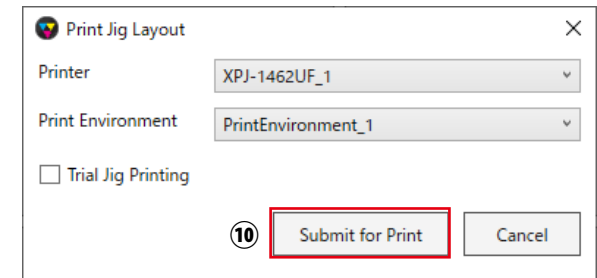 Print Jig Layout
Printer XPJ-1462UF_1
Print Environment PrintEnvironment_1
Trial Jig Printing
⑩ Submit for Print Cancel